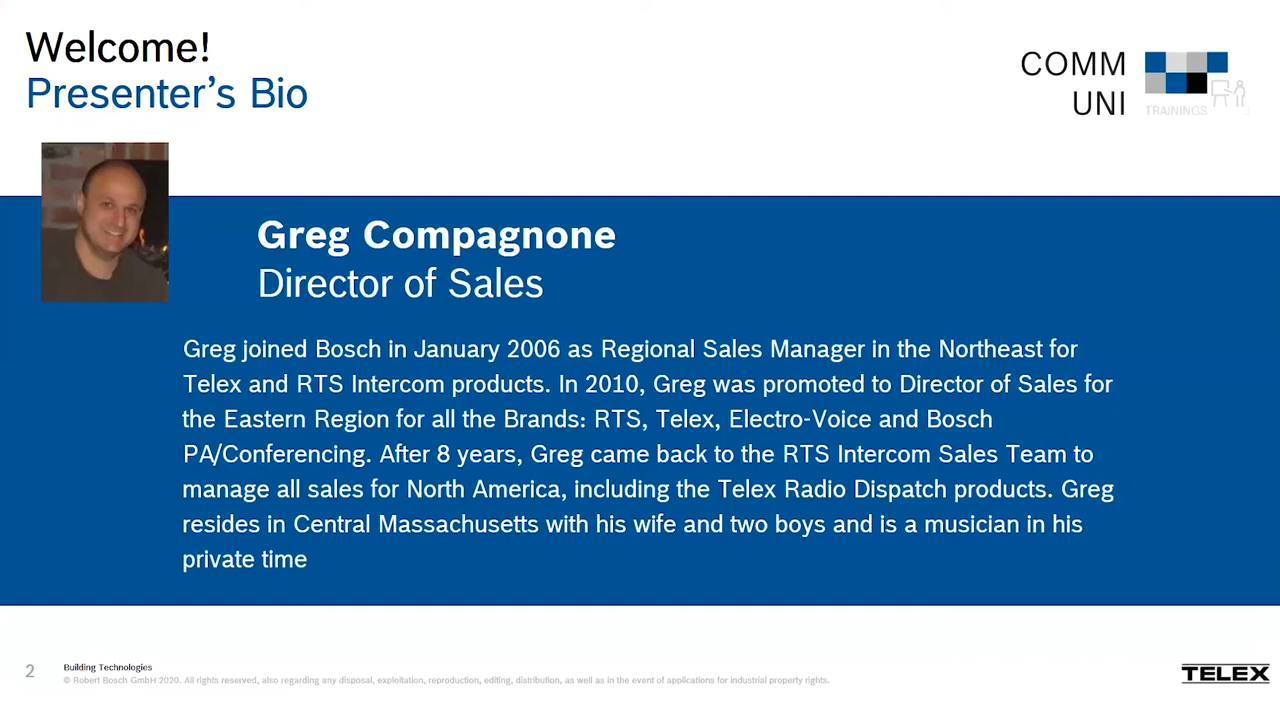 Welcome!
Presenter’s Bio
COMM
UNI
TRAININGS
Greg Compagnone
Director of Sales
Greg joined Bosch in January 2006 as Regional Sales Manager in the Northeast for
Telex and RTS Intercom products. In 2010, Greg was promoted to Director of Sales for
the Eastern Region for all the Brands: RTS, Telex, Electro-Voice and Bosch
PA/Conferencing. After 8 years, Greg came back to the RTS Intercom Sales Team to
manage all sales for North America, including the Telex Radio Dispatch products. Greg
resides in Central Massachusetts with his wife and two boys and is a musician in his
private time
2
Building Technologies
© Robert Bosch GmbH 2020. All rights reserved, also regarding any disposal, exploitation, reproduction, editing, distribution, as well as in the event of applications for industrial property rights.
TELEX